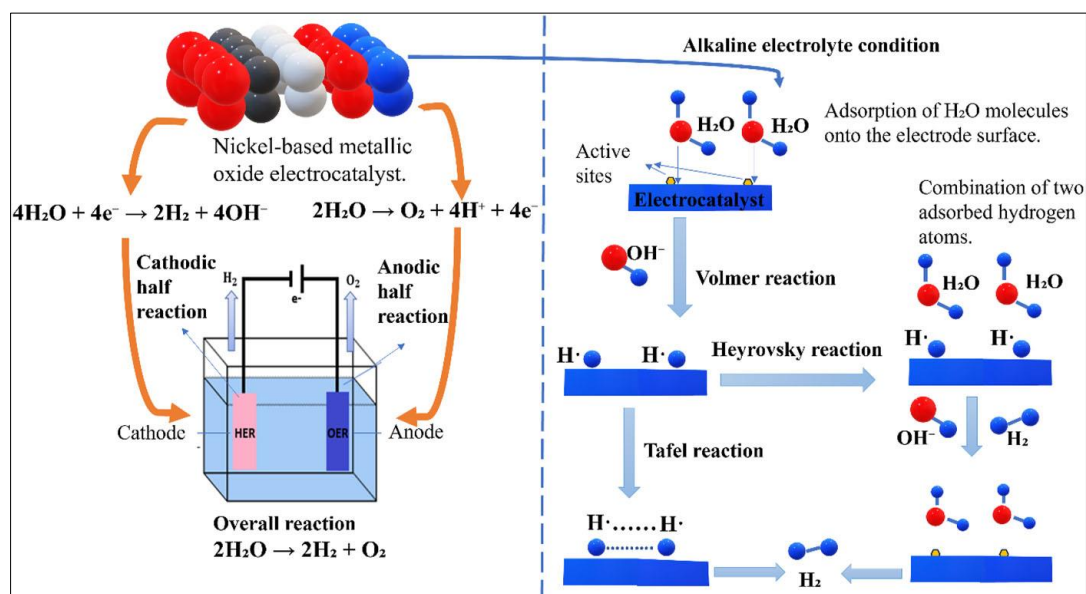 Nickel-based metallic
oxide electrocatalyst.
4H₂O + 4e⁻ → 2H₂ + 4OH⁻
2H₂O → O₂ + 4H⁺ + 4e⁻
Cathodic
half
reaction
H₂
e-
O₂
Anodic
half
reaction
Cathode
HER
OER
Anode
-
Overall reaction
2H₂O → 2H₂ + O₂
Alkaline electrolyte condition
H₂O
H₂O
Adsorption of H₂O molecules
onto the electrode surface.
Active
sites
Electrocatalyst
OH⁻
Volmer reaction
Combination of two
adsorbed hydrogen
atoms.
H₂O
H₂O
H·
H·
Heyrovsky reaction
H·
H·
OH⁻
H₂
Tafel reaction
H·......H·
H₂